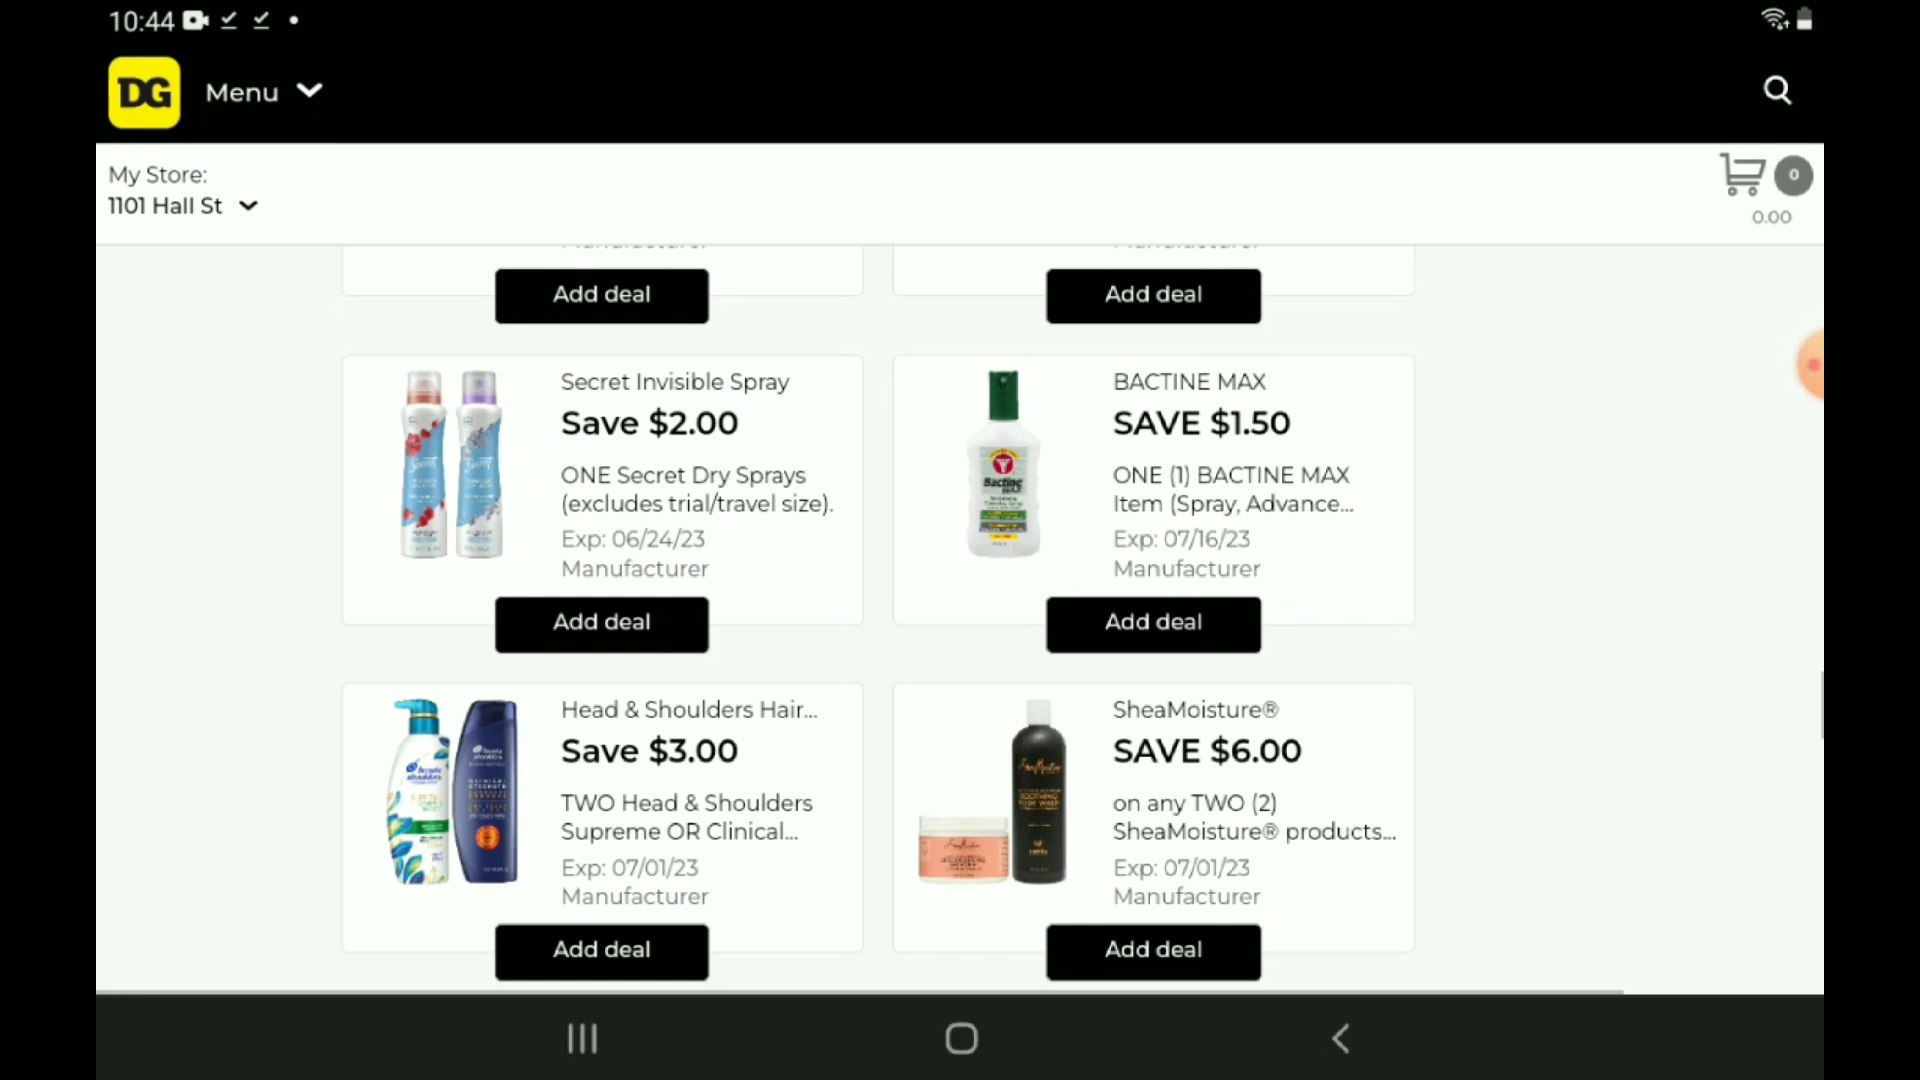 10:44
DG Menu
My Store:
1101 Hall St
0
0.00
Add deal
Add deal
Secret Invisible Spray
Save $2.00
ONE Secret Dry Sprays
(excludes trial/travel size).
Exp: 06/24/23
Manufacturer
Add deal
BACTINE MAX
SAVE $1.50
ONE (1) BACTINE MAX
Item (Spray, Advance...
Exp: 07/16/23
Manufacturer
Add deal
Bactine
MAX
Head & Shoulders Hair...
Save $3.00
TWO Head & Shoulders
Supreme OR Clinical...
Exp: 07/01/23
Manufacturer
Add deal
SheaMoisture®
SAVE $6.00
on any TWO (2)
SheaMoisture® products...
Exp: 07/01/23
Manufacturer
Add deal